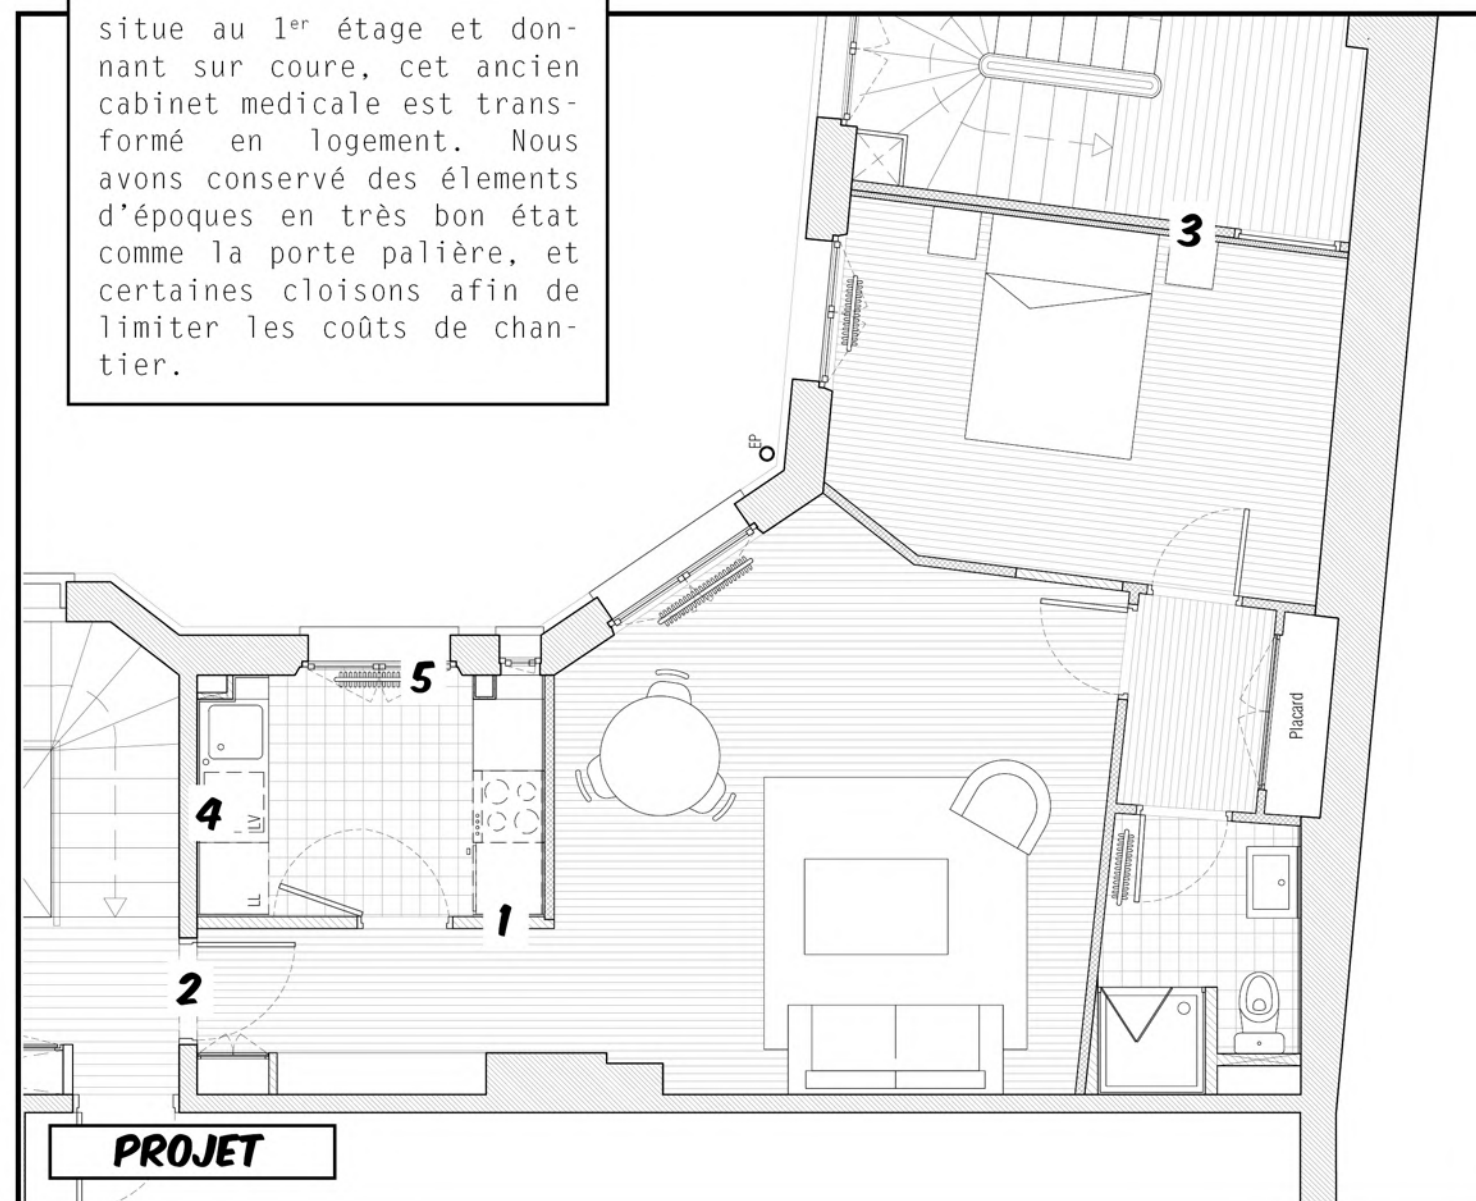 situe au 1er étage et don-
nant sur coure, cet ancien
cabinet medicale est trans-
formé en logement. Nous
avons conservé des élements
d'époques en très bon état
comme la porte palière, et
certaines cloisons afin de
limiter les coûts de chan-
tier.
3
EP
5
Placard
4
LV
LL
1
2
PROJET